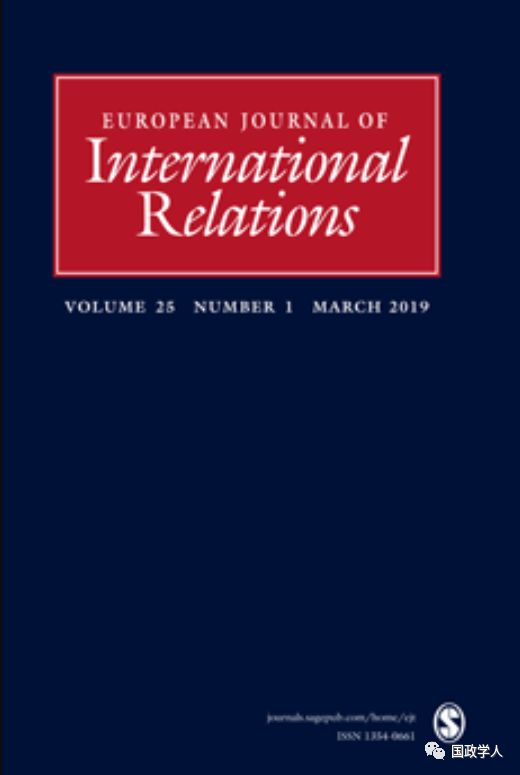 EUROPEAN JOURNAL OF
International
Relations
VOLUME 25 NUMBER 1 MARCH 2019
journals.sagepub.com/home/ejt
ISSN 1354-0661
S
国政学人